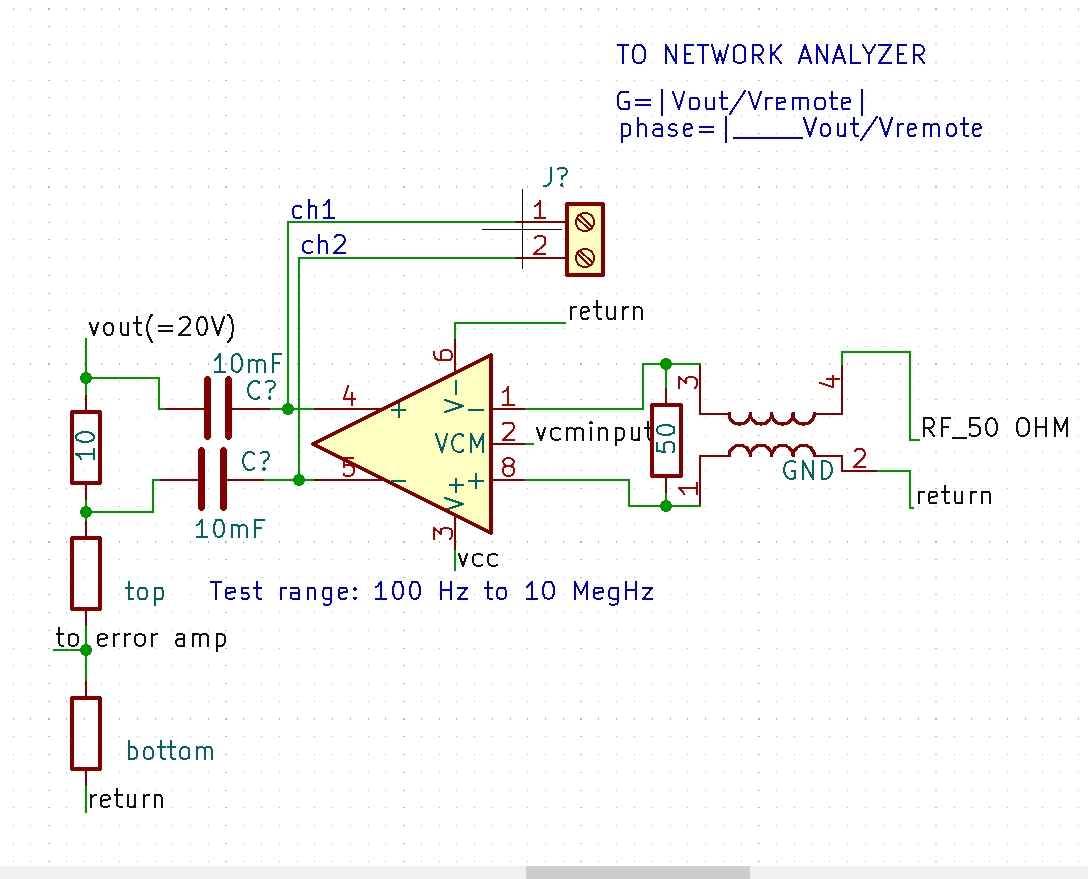 TO NETWORK ANALYZER
G=|Vout/Vremote|
phase=|_____Vout/Vremote
J?
ch1
1
ch2
2
return
vout(=20V)
10mF
C?
6
4
+
V-
-
1
3
4
10
VCM
2
vcminput
50
RF_50 OHM
C?
5
-
V+
+
8
GND
2
1
return
10mF
3
vcc
top
Test range: 100 Hz to 10 MegHz
to error amp
bottom
return